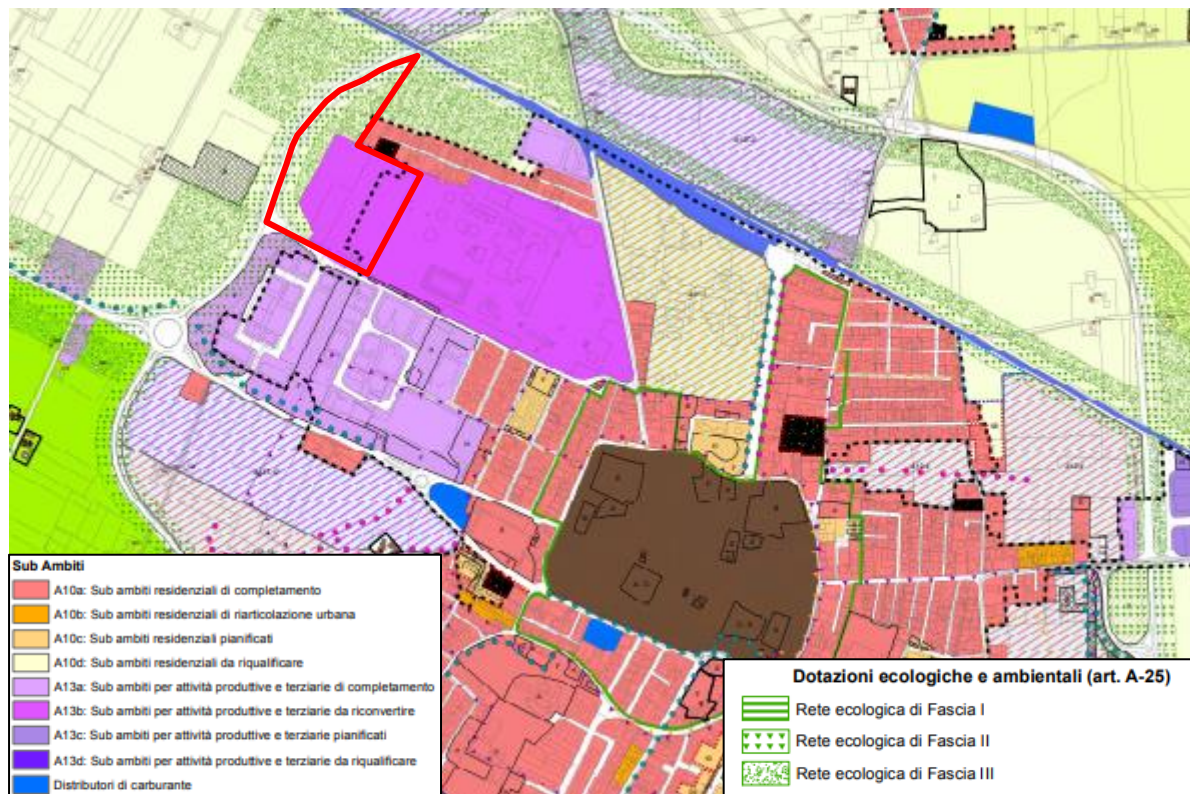 Sub Ambiti
A10a: Sub ambiti residenziali di completamento
A10b: Sub ambiti residenziali di riarticolazione urbana
A10c: Sub ambiti residenziali pianificati
A10d: Sub ambiti residenziali da riqualificare
A13a: Sub ambiti per attività produttive e terziarie di completamento
A13b: Sub ambiti per attività produttive e terziarie da riconvertire
A13c: Sub ambiti per attività produttive e terziarie pianificati
A13d: Sub ambiti per attività produttive e terziarie da riqualificare
Distributori di carburante
Dotazioni ecologiche e ambientali (art. A-25)
Rete ecologica di Fascia I
Rete ecologica di Fascia II
Rete ecologica di Fascia III